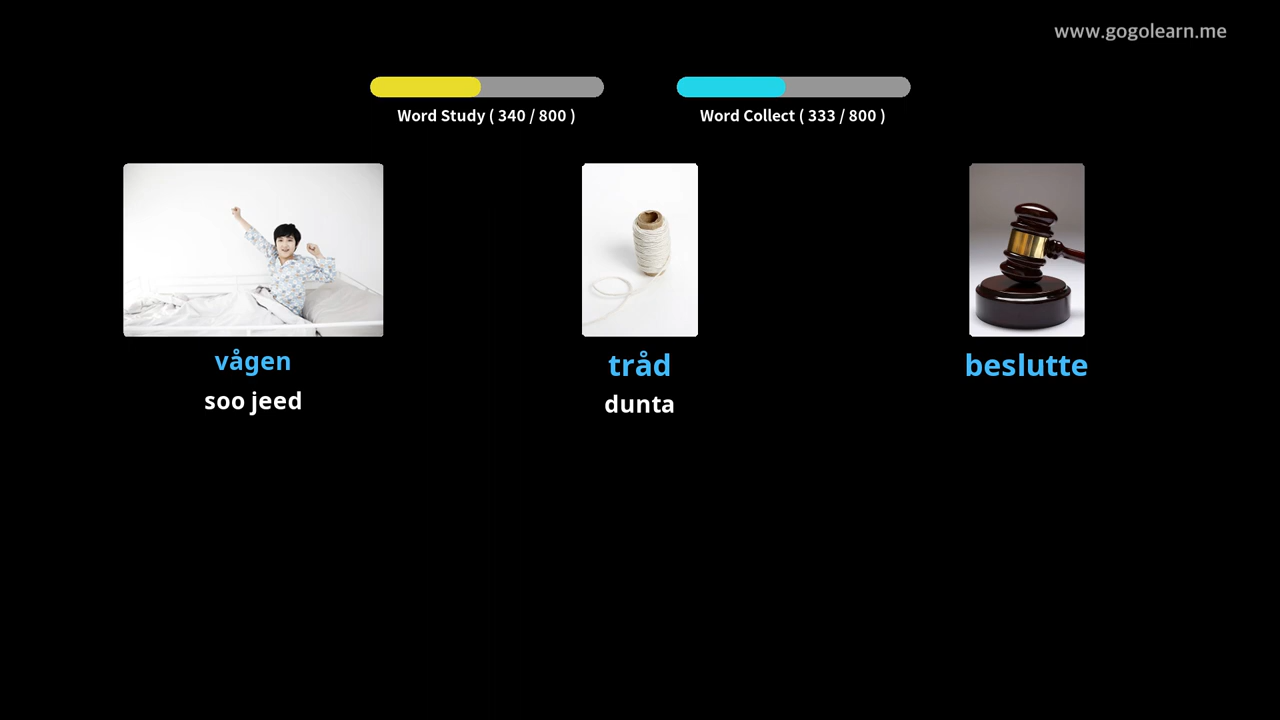 www.gogolearn.me
Word Study ( 340 / 800 )
Word Collect ( 333 / 800 )
vågen
tråd
beslutte
soo jeed
dunta